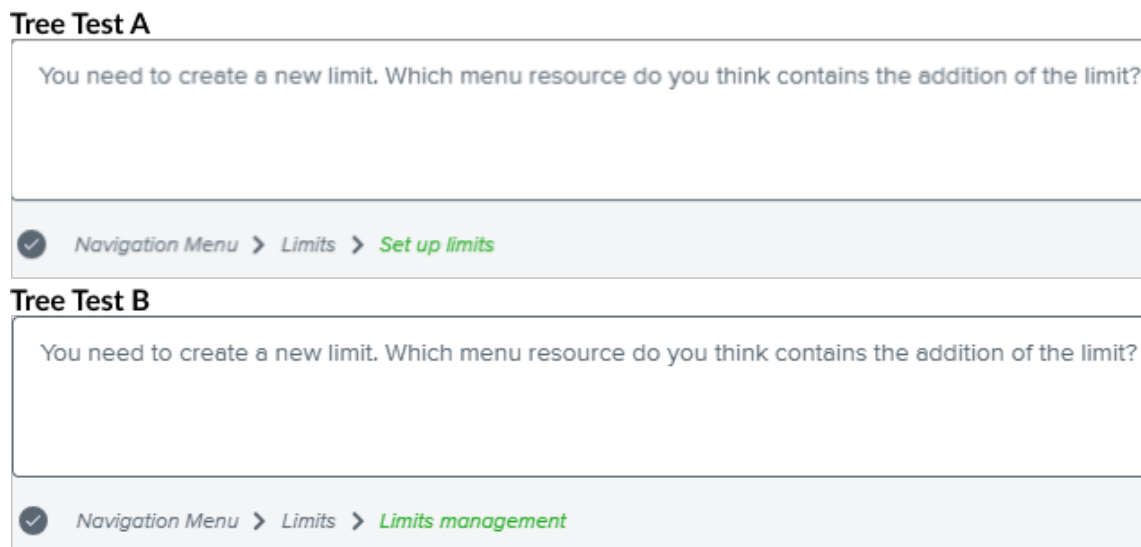 Tree Test A
You need to create a new limit. Which menu resource do you think contains the addition of the limit?
Navigation Menu > Limits > Set up limits
Tree Test B
You need to create a new limit. Which menu resource do you think contains the addition of the limit?
Navigation Menu > Limits > Limits management